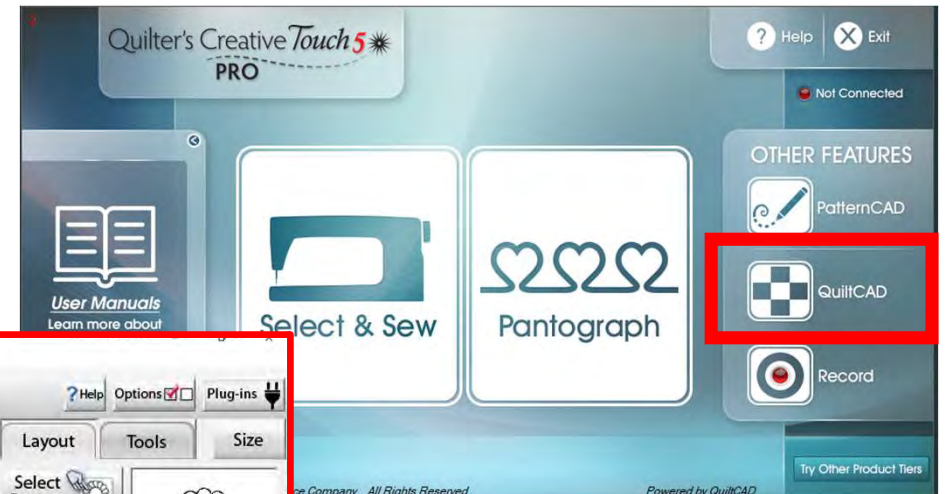 Quilter's Creative Touch 5
PRO
? Help
X Exit
Not Connected
OTHER FEATURES
PatternCAD
QuiltCAD
Record
User Manuals
Learn more about
Select & Sew
Pantograph
? Help Options Plug-ins
Layout Tools Size
Select
Company All Rights Reserved
Powered by QuiltCAD
Try Other Product Tiers